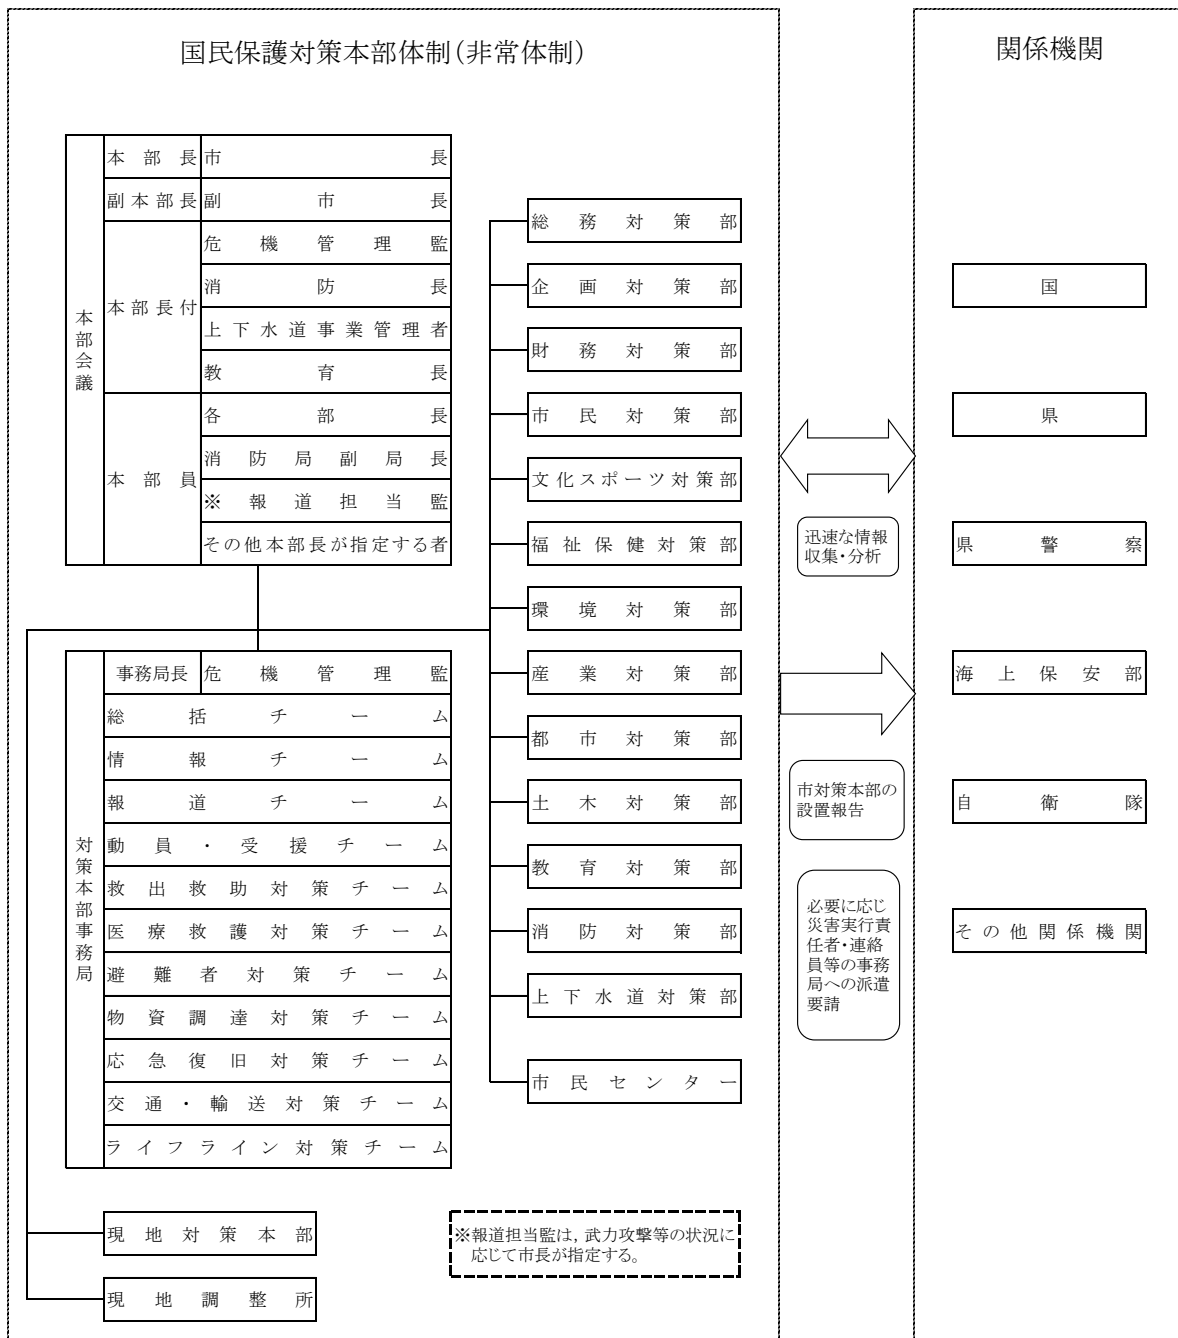 国民保護対策本部体制(非常体制)
本部会議
本部長 市長
副本部長 副市長
本部長付 危機管理監
消防長
上下水道事業管理者
教育長
本部員 各部長
消防局副局長
※報道担当監
その他本部長が指定する者
対策本部事務局
事務局長 危機管理監
総括チーム
情報チーム
報道チーム
動員・受援チーム
救出救助対策チーム
医療救護対策チーム
避難者対策チーム
物資調達対策チーム
応急復旧対策チーム
交通・輸送対策チーム
ライフライン対策チーム
現地対策本部
現地調整所
総務対策部
企画対策部
財務対策部
市民対策部
文化スポーツ対策部
福祉保健対策部
環境対策部
産業対策部
都市対策部
土木対策部
教育対策部
消防対策部
上下水道対策部
市民センター
※報道担当監は,武力攻撃等の状況に
応じて市長が指定する。
迅速な情報
収集・分析
市対策本部の
設置報告
必要に応じ
災害実行責
任者・連絡
員等の事務
局への派遣
要請
関係機関
国
県
県警察
海上保安部
自衛隊
その他関係機関